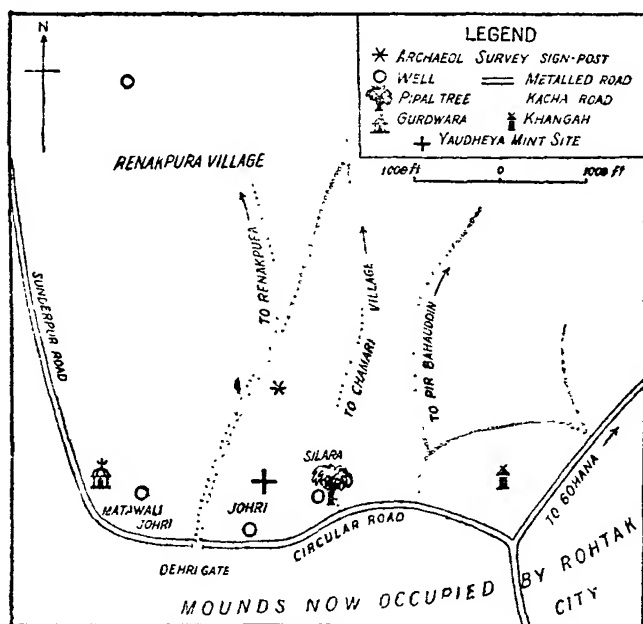 N
LEGEND
ARCHAEOL SURVEY SIGN-POST
WELL METALLED ROAD
PIPAL TREE KACHA ROAD
GURDWARA KHANGAH
YAUDHEYA MINT SITE
1000 ft 0 1000 ft
RENAKPURA VILLAGE
SUNDERPUR ROAD
TO RENAKPURA
TO CHAMARI VILLAGE
TO PIR BAHAUDDIN
SILARA
MATAWALI
JOHRI
JOHRI
CIRCULAR ROAD
TO GOHANA
DEHRI GATE
MOUNDS NOW OCCUPIED BY ROHTAK
CITY